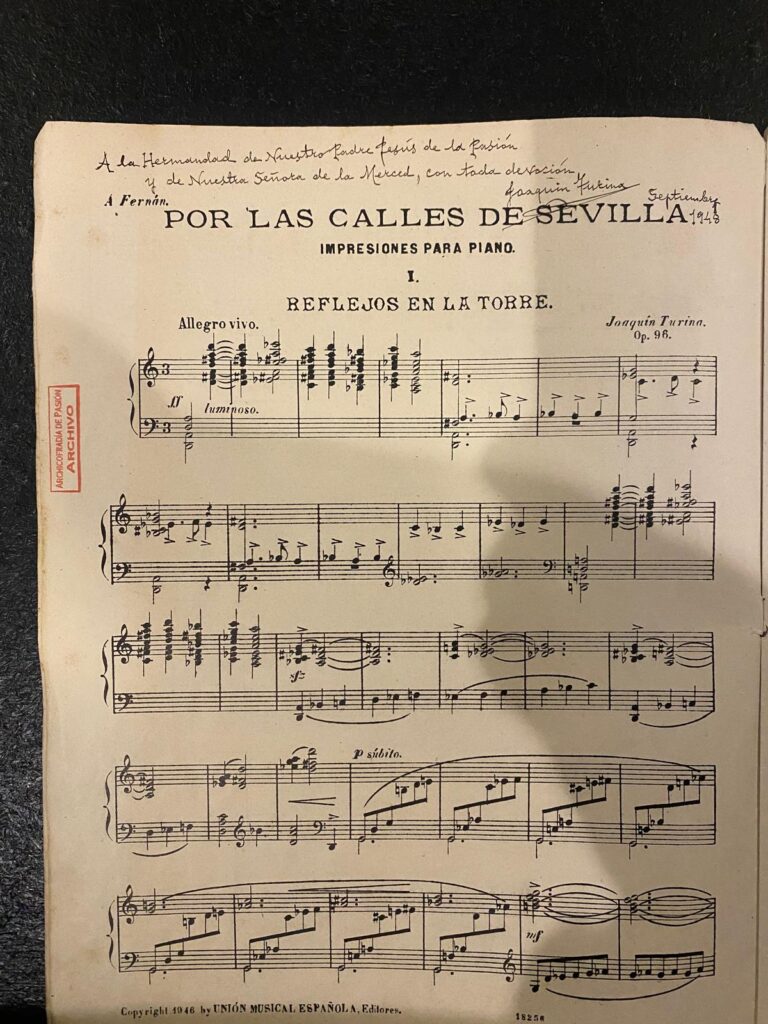 A la Hermandad de Nuestro Padre Jesús de la Pasión
y de Nuestra Señora de la Merced, con toda devoción
Joaquín Turina
Septiembre
1948
A Fernán.
POR LAS CALLES DE SEVILLA
IMPRESIONES PARA PIANO.
I.
REFLEJOS EN LA TORRE.
Allegro vivo.
Joaquín Turina.
Op. 96.
ff luminoso.
ARCHICOFRADÍA DE PASIÓN
ARCHIVO
sfz
p súbito.
mf
Copyright 1946 by UNIÓN MUSICAL ESPAÑOLA, Editores.
18256